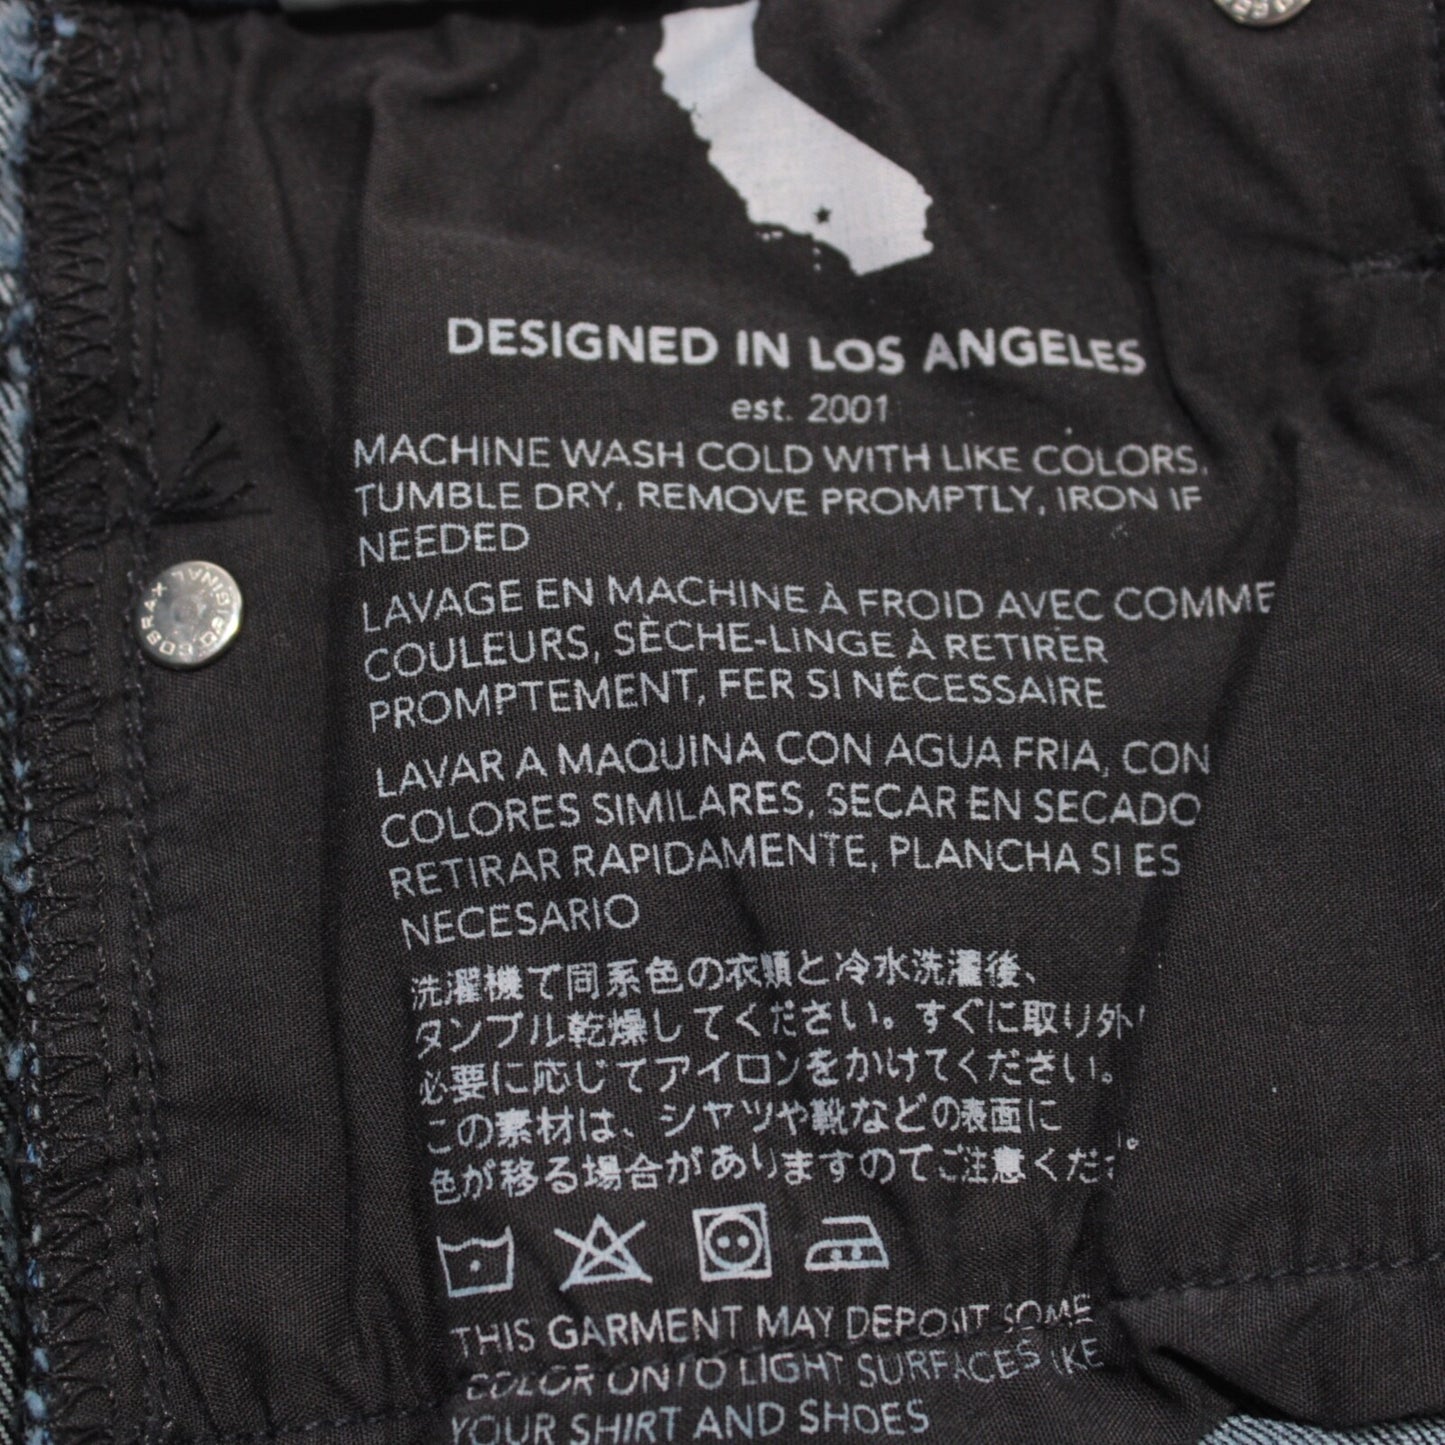 DESIGNED IN LOS ANGELES
est. 2001
MACHINE WASH COLD WITH LIKE COLORS,
TUMBLE DRY, REMOVE PROMPTLY, IRON IF
NEEDED
LAVAGE EN MACHINE À FROID AVEC COMME
COULEURS, SÈCHE-LINGE À RETIRER
PROMPTEMENT, FER SI NÉCESSAIRE
LAVAR A MAQUINA CON AGUA FRIA, CON
COLORES SIMILARES, SECAR EN SECADO
RETIRAR RAPIDAMENTE, PLANCHA SI ES
NECESARIO
洗濯機で同系色の衣類と冷水洗濯後、
タンブル乾燥してください。すぐに取り外し
必要に応じてアイロンをかけてください。
この素材は、シャツや靴などの表面に
色が移る場合がありますのでご注意くださ
THIS GARMENT MAY DEPOSIT SOME
COLOR ONTO LIGHT SURFACES LIKE
YOUR SHIRT AND SHOES
COBRAX
ORIGINAL